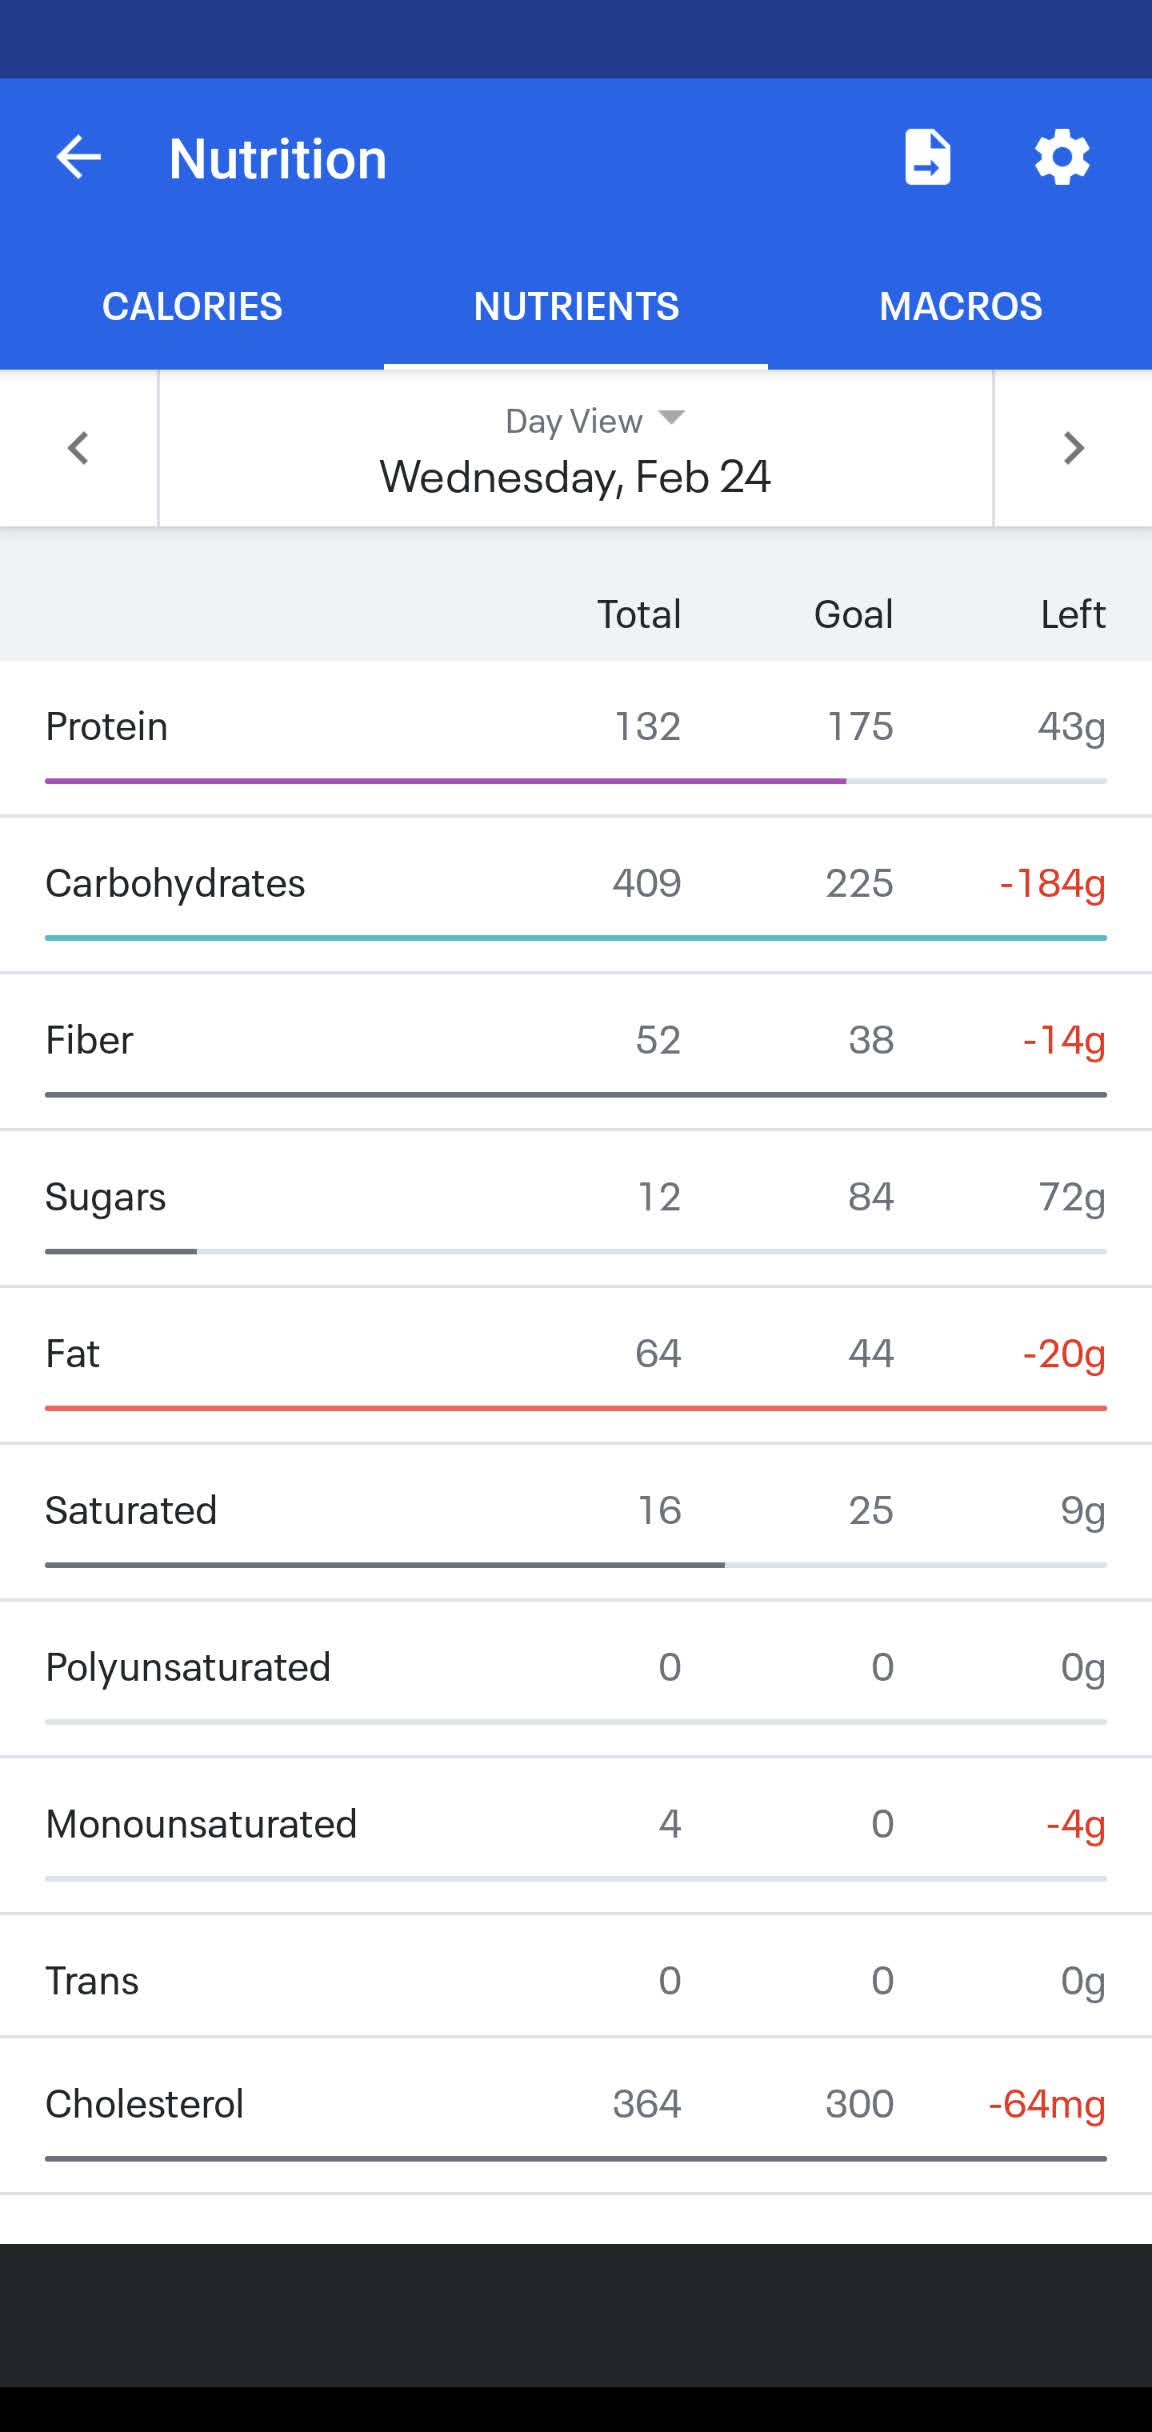 Nutrition
CALORIES NUTRIENTS MACROS
Day View
Wednesday, Feb 24
Total Goal Left
Protein 132 175 43g
Carbohydrates 409 225 -184g
Fiber 52 38 -14g
Sugars 12 84 72g
Fat 64 44 -20g
Saturated 16 25 9g
Polyunsaturated 0 0 0g
Monounsaturated 4 0 -4g
Trans 0 0 0g
Cholesterol 364 300 -64mg